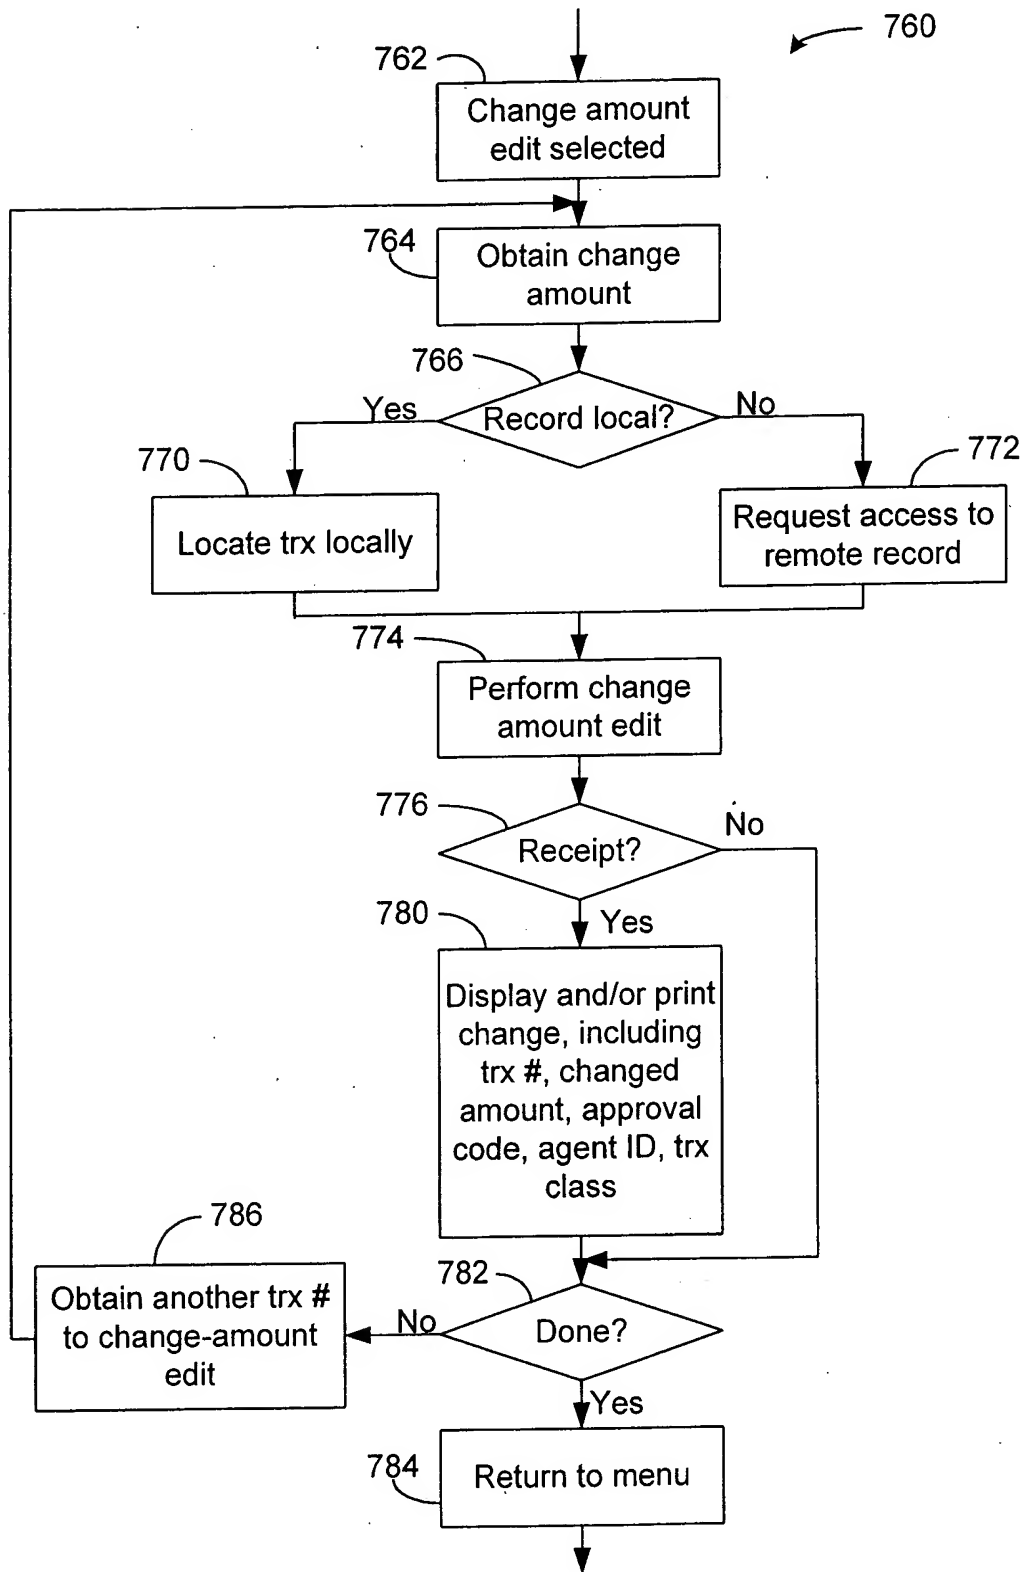 760
762
Change amount
edit selected
764
Obtain change
amount
766
Record local?
Yes
No
770
Locate trx locally
772
Request access to
remote record
774
Perform change
amount edit
776
Receipt?
No
Yes
780
Display and/or print
change, including
trx #, changed
amount, approval
code, agent ID, trx
class
782
Done?
No
Yes
786
Obtain another trx #
to change-amount
edit
784
Return to menu